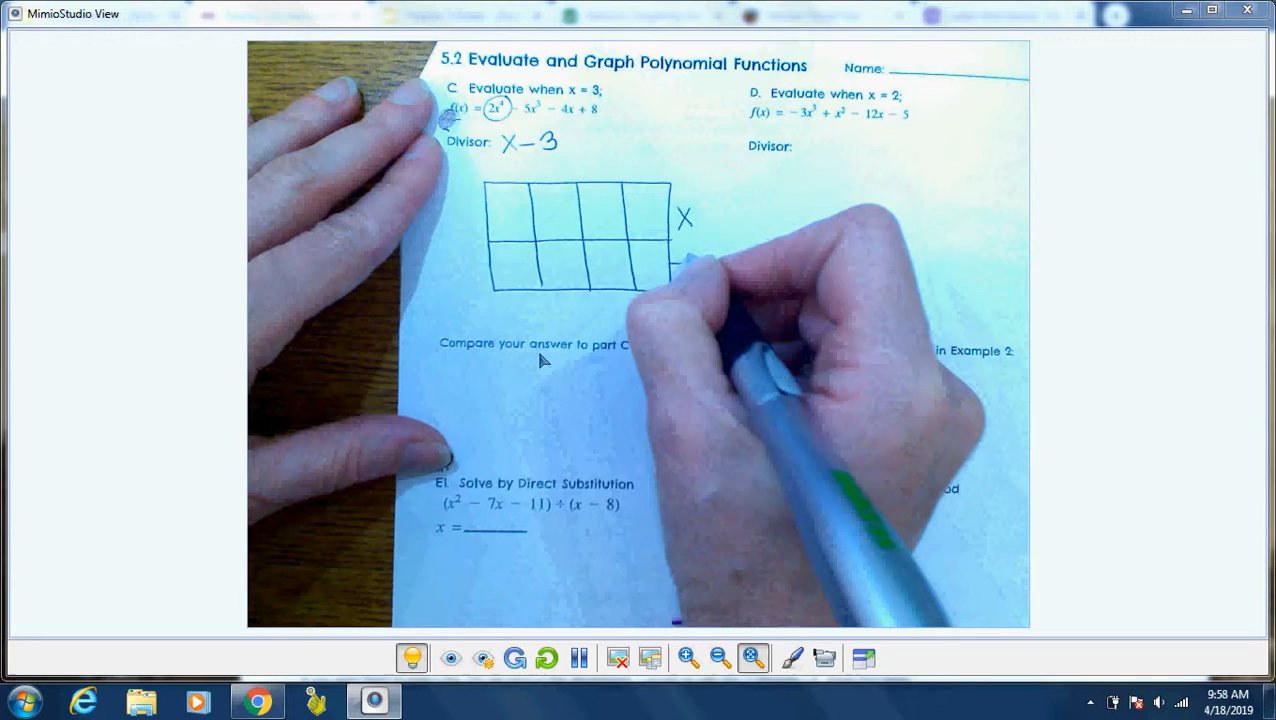 MimioStudio View
5.2 Evaluate and Graph Polynomial Functions
Name:
C. Evaluate when x = 3;
f(x) = 2x⁴ - 5x³ - 4x + 8
Divisor: X - 3
X
D. Evaluate when x = 2;
f(x) = - 3x³ + x² - 12x - 5
Divisor:
Compare your answer to part C
in Example 2:
E1. Solve by Direct Substitution
(x² - 7x - 11) ÷ (x - 8)
x =
9:58 AM
4/18/2019